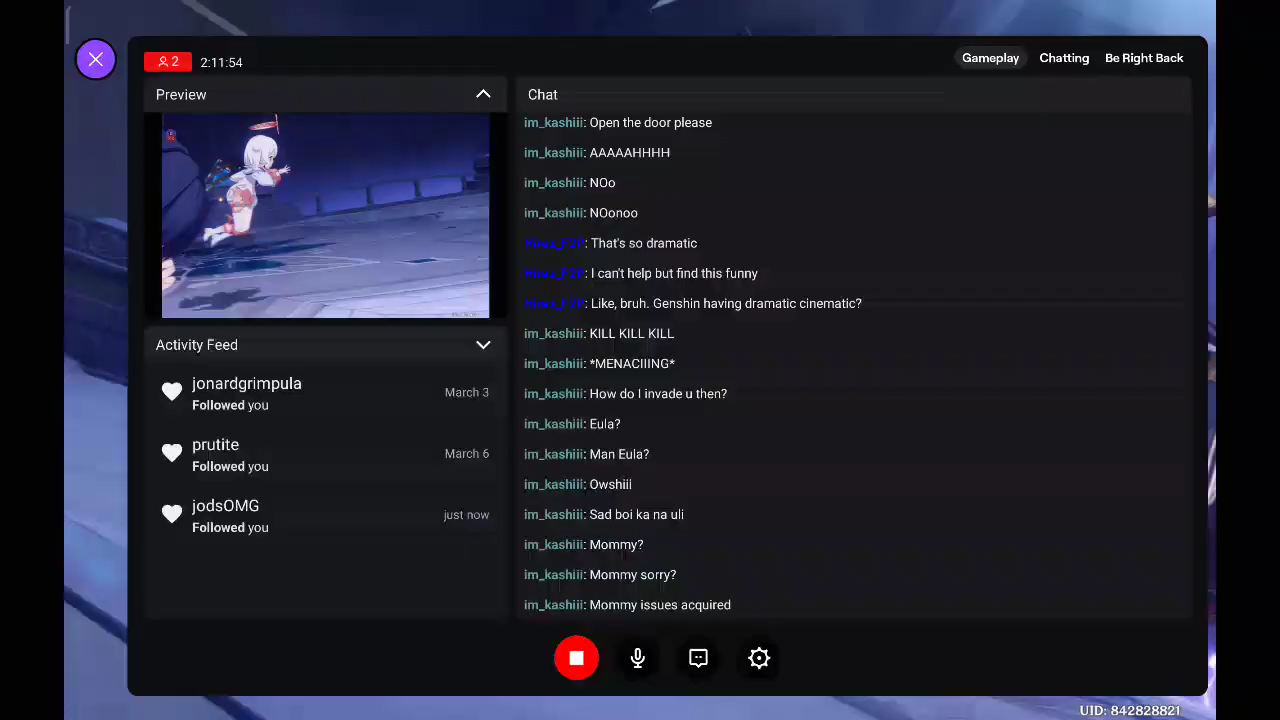 2
2:11:54
Gameplay
Chatting
Be Right Back
Preview
Activity Feed
jonardgrimpula
Followed you
March 3
prutite
Followed you
March 6
jodsOMG
Followed you
just now
Chat
im_kashiii: Open the door please
im_kashiii: AAAAAHHHH
im_kashiii: NOo
im_kashiii: NOonoo
: That's so dramatic
: I can't help but find this funny
: Like, bruh. Genshin having dramatic cinematic?
im_kashiii: KILL KILL KILL
im_kashiii: *MENACIIING*
im_kashiii: How do I invade u then?
im_kashiii: Eula?
im_kashiii: Man Eula?
im_kashiii: Owshiii
im_kashiii: Sad boi ka na uli
im_kashiii: Mommy?
im_kashiii: Mommy sorry?
im_kashiii: Mommy issues acquired
UID: 842828821